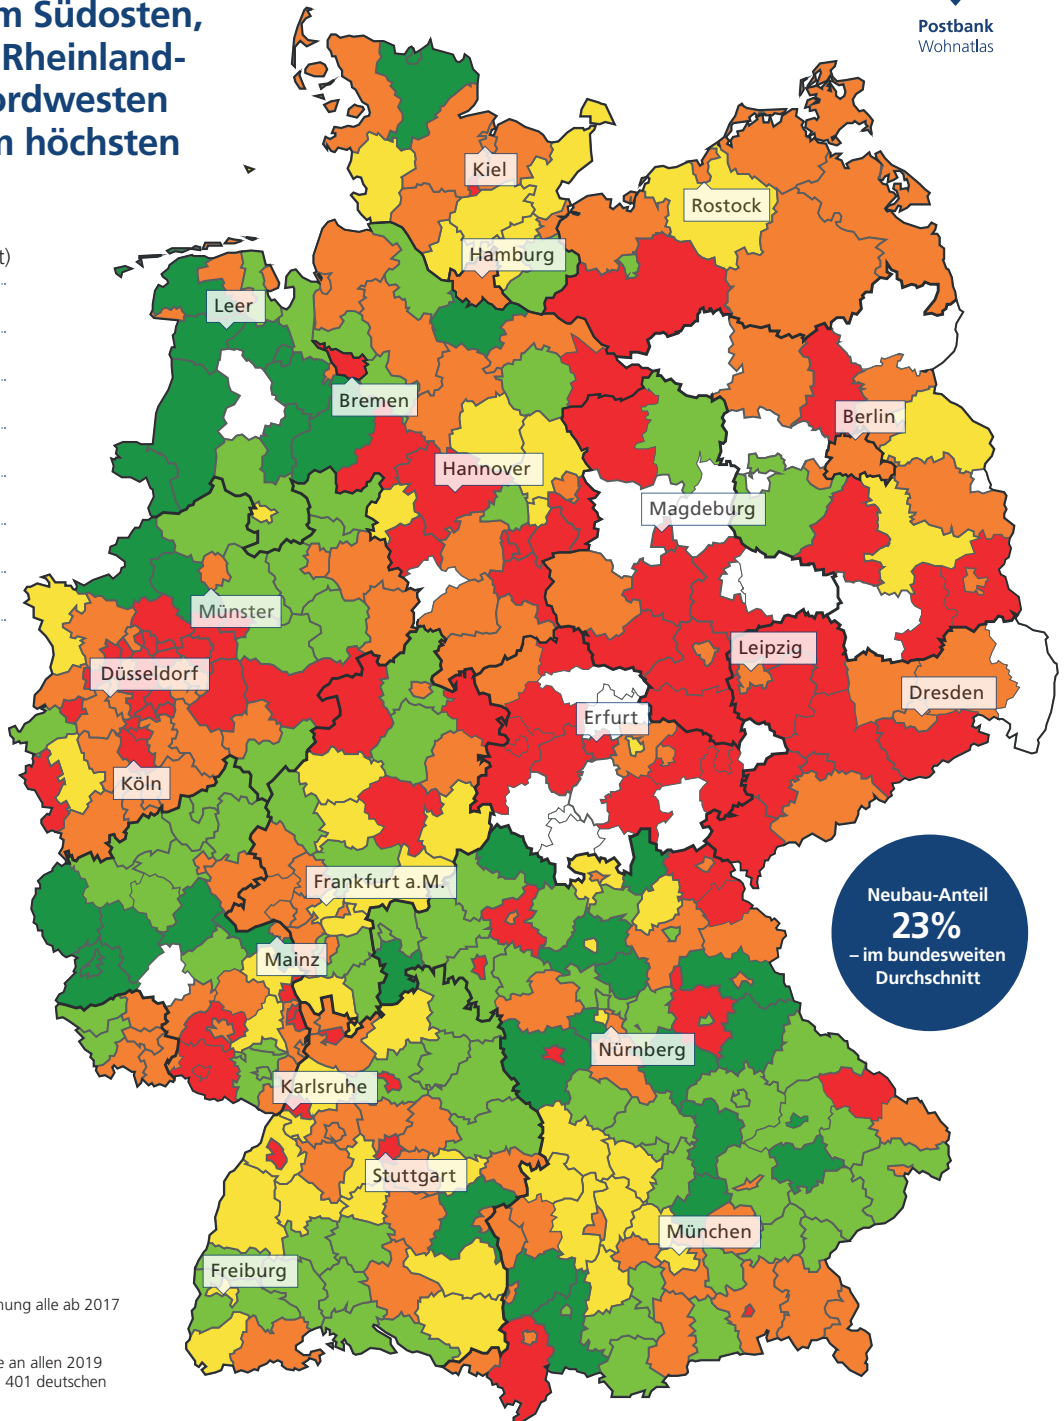 m Südosten,
Rheinland-
ordwesten
m höchsten
Postbank
Wohnatlas
t)
Kiel
Rostock
Hamburg
Leer
Bremen
Berlin
Hannover
Magdeburg
Münster
Leipzig
Düsseldorf
Dresden
Erfurt
Köln
Frankfurt a.M.
Neubau-Anteil
23%
– im bundesweiten
Durchschnitt
Mainz
Nürnberg
Karlsruhe
Stuttgart
München
Freiburg
nung alle ab 2017
e an allen 2019
401 deutschen